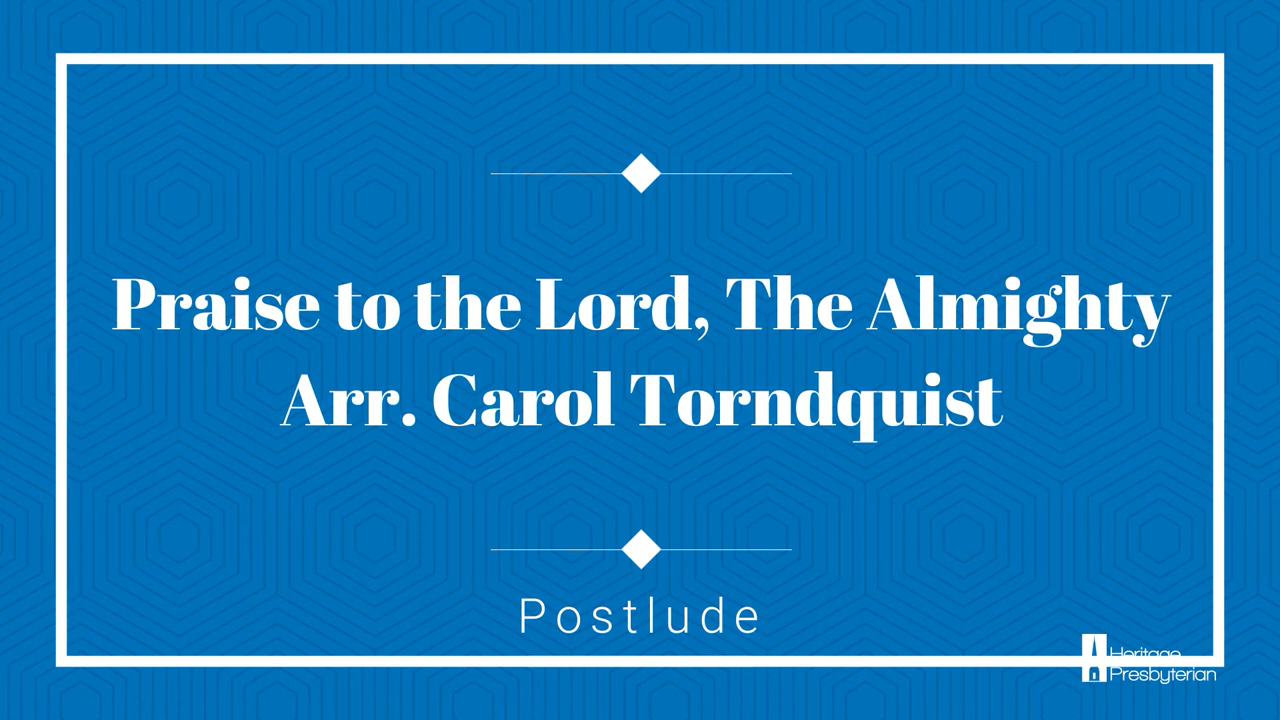 Praise to the Lord, The Almighty
Arr. Carol Torndquist
Postlude
Heritage
Presbyterian